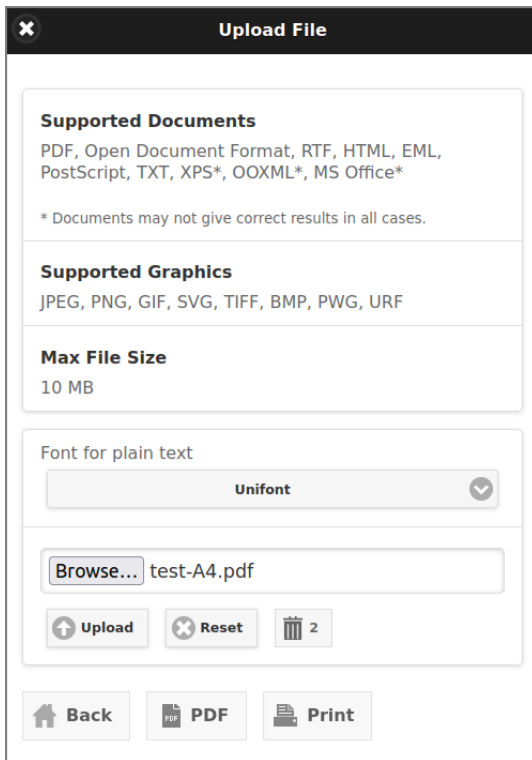 Upload File
Supported Documents
PDF, Open Document Format, RTF, HTML, EML,
PostScript, TXT, XPS*, OOXML*, MS Office*
* Documents may not give correct results in all cases.
Supported Graphics
JPEG, PNG, GIF, SVG, TIFF, BMP, PWG, URF
Max File Size
10 MB
Font for plain text
Unifont
Browse... test-A4.pdf
Upload Reset 2
Back PDF PDF Print